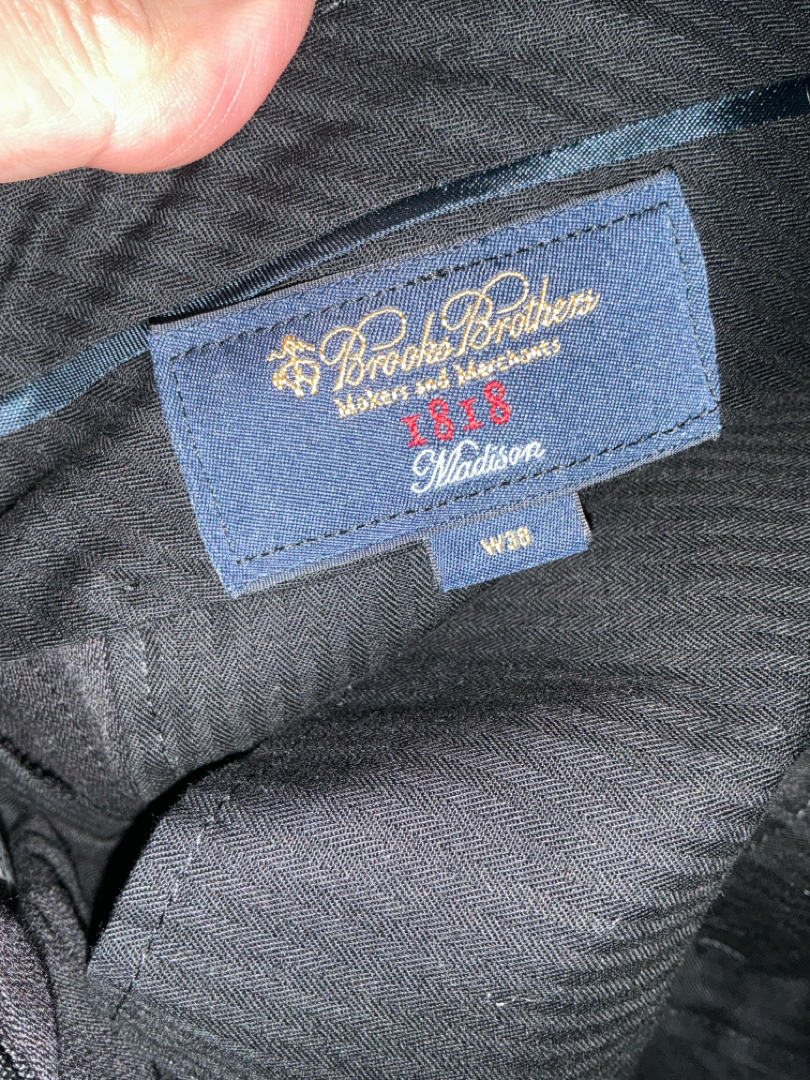 Brooks Brothers
Makers and Merchants
1818
Madison
W38